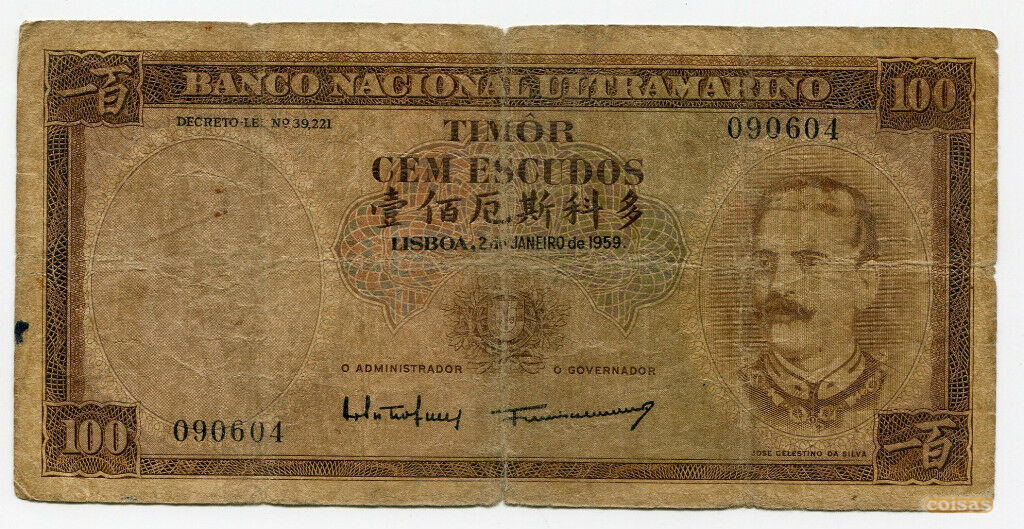 一百
BANCO NACIONAL ULTRAMARINO
100
DECRETO-LEI Nº 39,221
TIMÔR
090604
CEM ESCUDOS
壹佰厄斯科多
LISBOA, 2 de JANEIRO de 1959.
O ADMINISTRADOR
O GOVERNADOR
100
090604
JOSE CELESTINO DA SILVA
一百
coisas